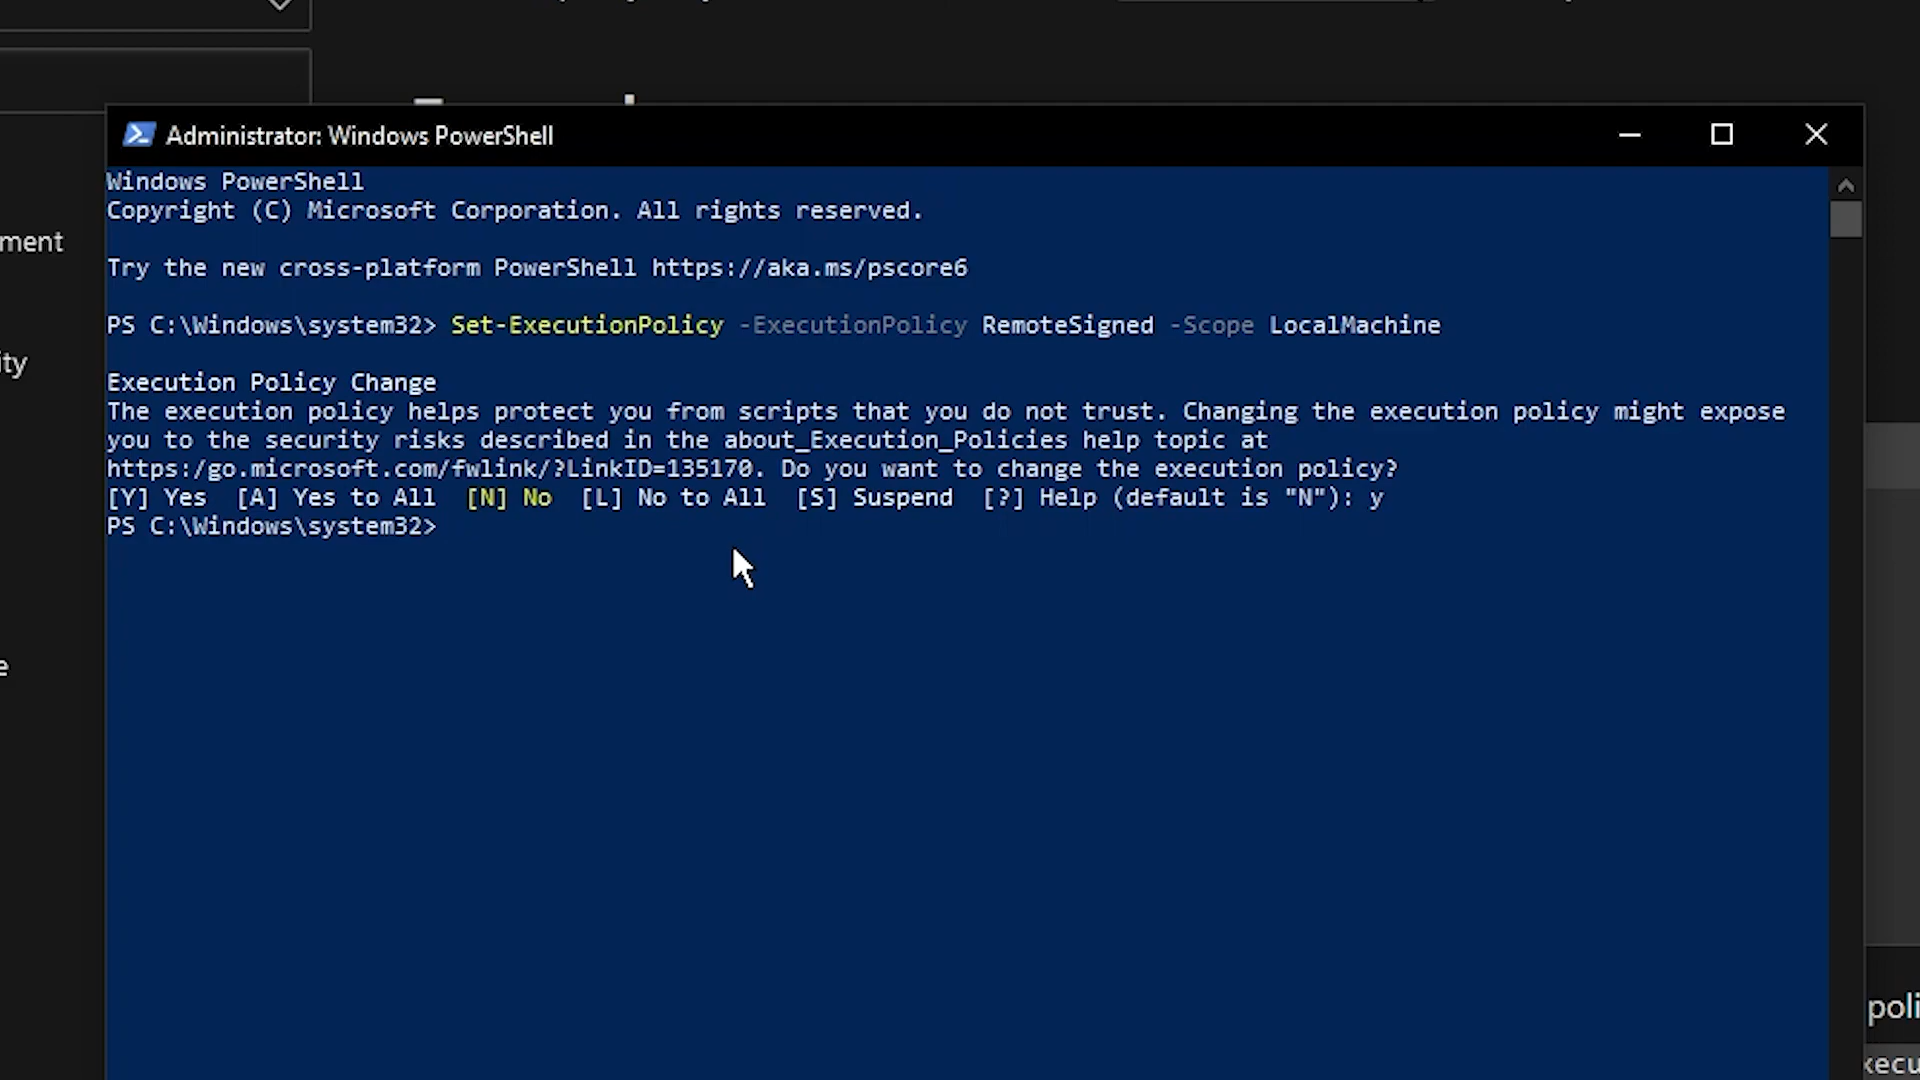 Administrator: Windows PowerShell
Windows PowerShell
Copyright (C) Microsoft Corporation. All rights reserved.
Try the new cross-platform PowerShell https://aka.ms/pscore6
PS C:\Windows\system32> Set-ExecutionPolicy -ExecutionPolicy RemoteSigned -Scope LocalMachine
Execution Policy Change
The execution policy helps protect you from scripts that you do not trust. Changing the execution policy might expose
you to the security risks described in the about_Execution_Policies help topic at
https:/go.microsoft.com/fwlink/?LinkID=135170. Do you want to change the execution policy?
[Y] Yes  [A] Yes to All  [N] No  [L] No to All  [S] Suspend  [?] Help (default is "N"): y
PS C:\Windows\system32>
ment
ity
e
poli
xecu